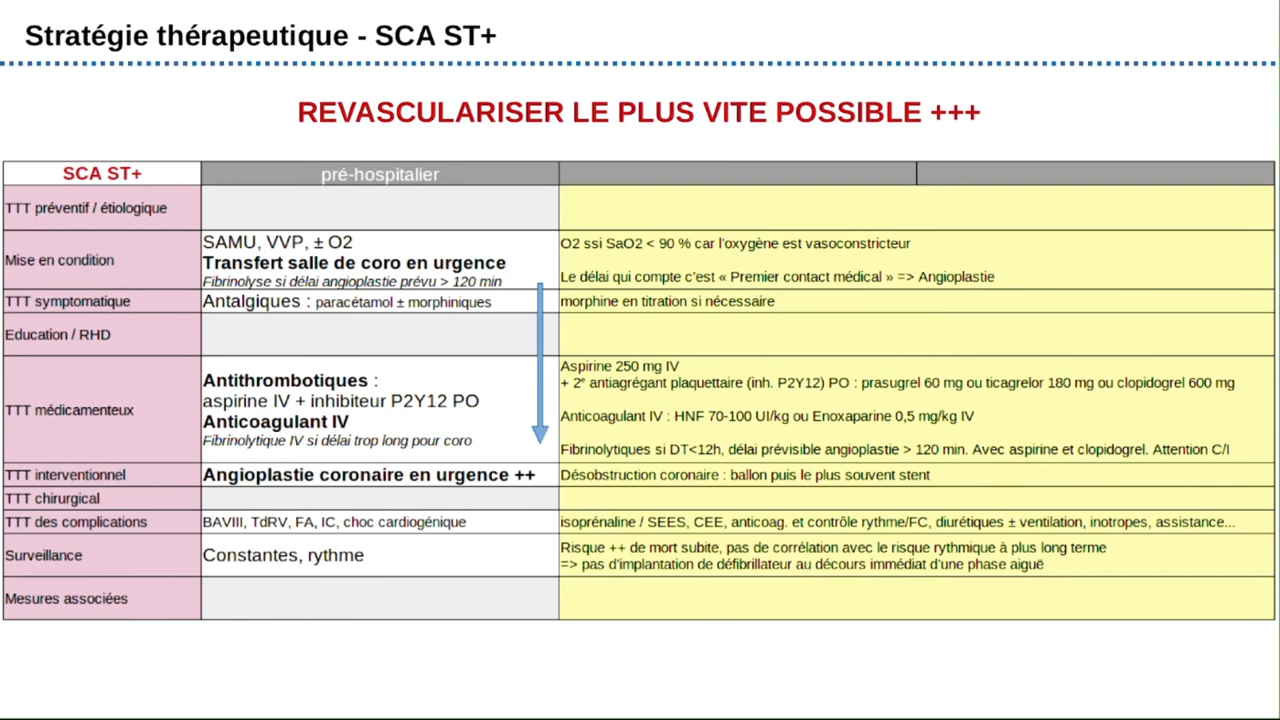 Stratégie thérapeutique - SCA ST+
REVASCULARISER LE PLUS VITE POSSIBLE +++
SCA ST+
pré-hospitalier
TTT préventif / étiologique
Mise en condition
SAMU, VVP, ± O2
Transfert salle de coro en urgence
Fibrinolyse si délai angioplastie prévu > 120 min
O2 ssi SaO2 < 90 % car l'oxygène est vasoconstricteur
Le délai qui compte c'est « Premier contact médical » => Angioplastie
TTT symptomatique
Antalgiques : paracétamol ± morphiniques
morphine en titration si nécessaire
Education / RHD
TTT médicamenteux
Antithrombotiques :
aspirine IV + inhibiteur P2Y12 PO
Anticoagulant IV
Fibrinolytique IV si délai trop long pour coro
Aspirine 250 mg IV
+ 2e antiagrégant plaquettaire (inh. P2Y12) PO : prasugrel 60 mg ou ticagrelor 180 mg ou clopidogrel 600 mg
Anticoagulant IV : HNF 70-100 UI/kg ou Enoxaparine 0,5 mg/kg IV
Fibrinolytiques si DT<12h, délai prévisible angioplastie > 120 min. Avec aspirine et clopidogrel. Attention C/I
TTT interventionnel
Angioplastie coronaire en urgence ++
Désobstruction coronaire : ballon puis le plus souvent stent
TTT chirurgical
TTT des complications
BAVIII, TdRV, FA, IC, choc cardiogénique
isoprénaline / SEES, CEE, anticoag. et contrôle rythme/FC, diurétiques ± ventilation, inotropes, assistance...
Surveillance
Constantes, rythme
Risque ++ de mort subite, pas de corrélation avec le risque rythmique à plus long terme
=> pas d'implantation de défibrillateur au décours immédiat d'une phase aiguë
Mesures associées